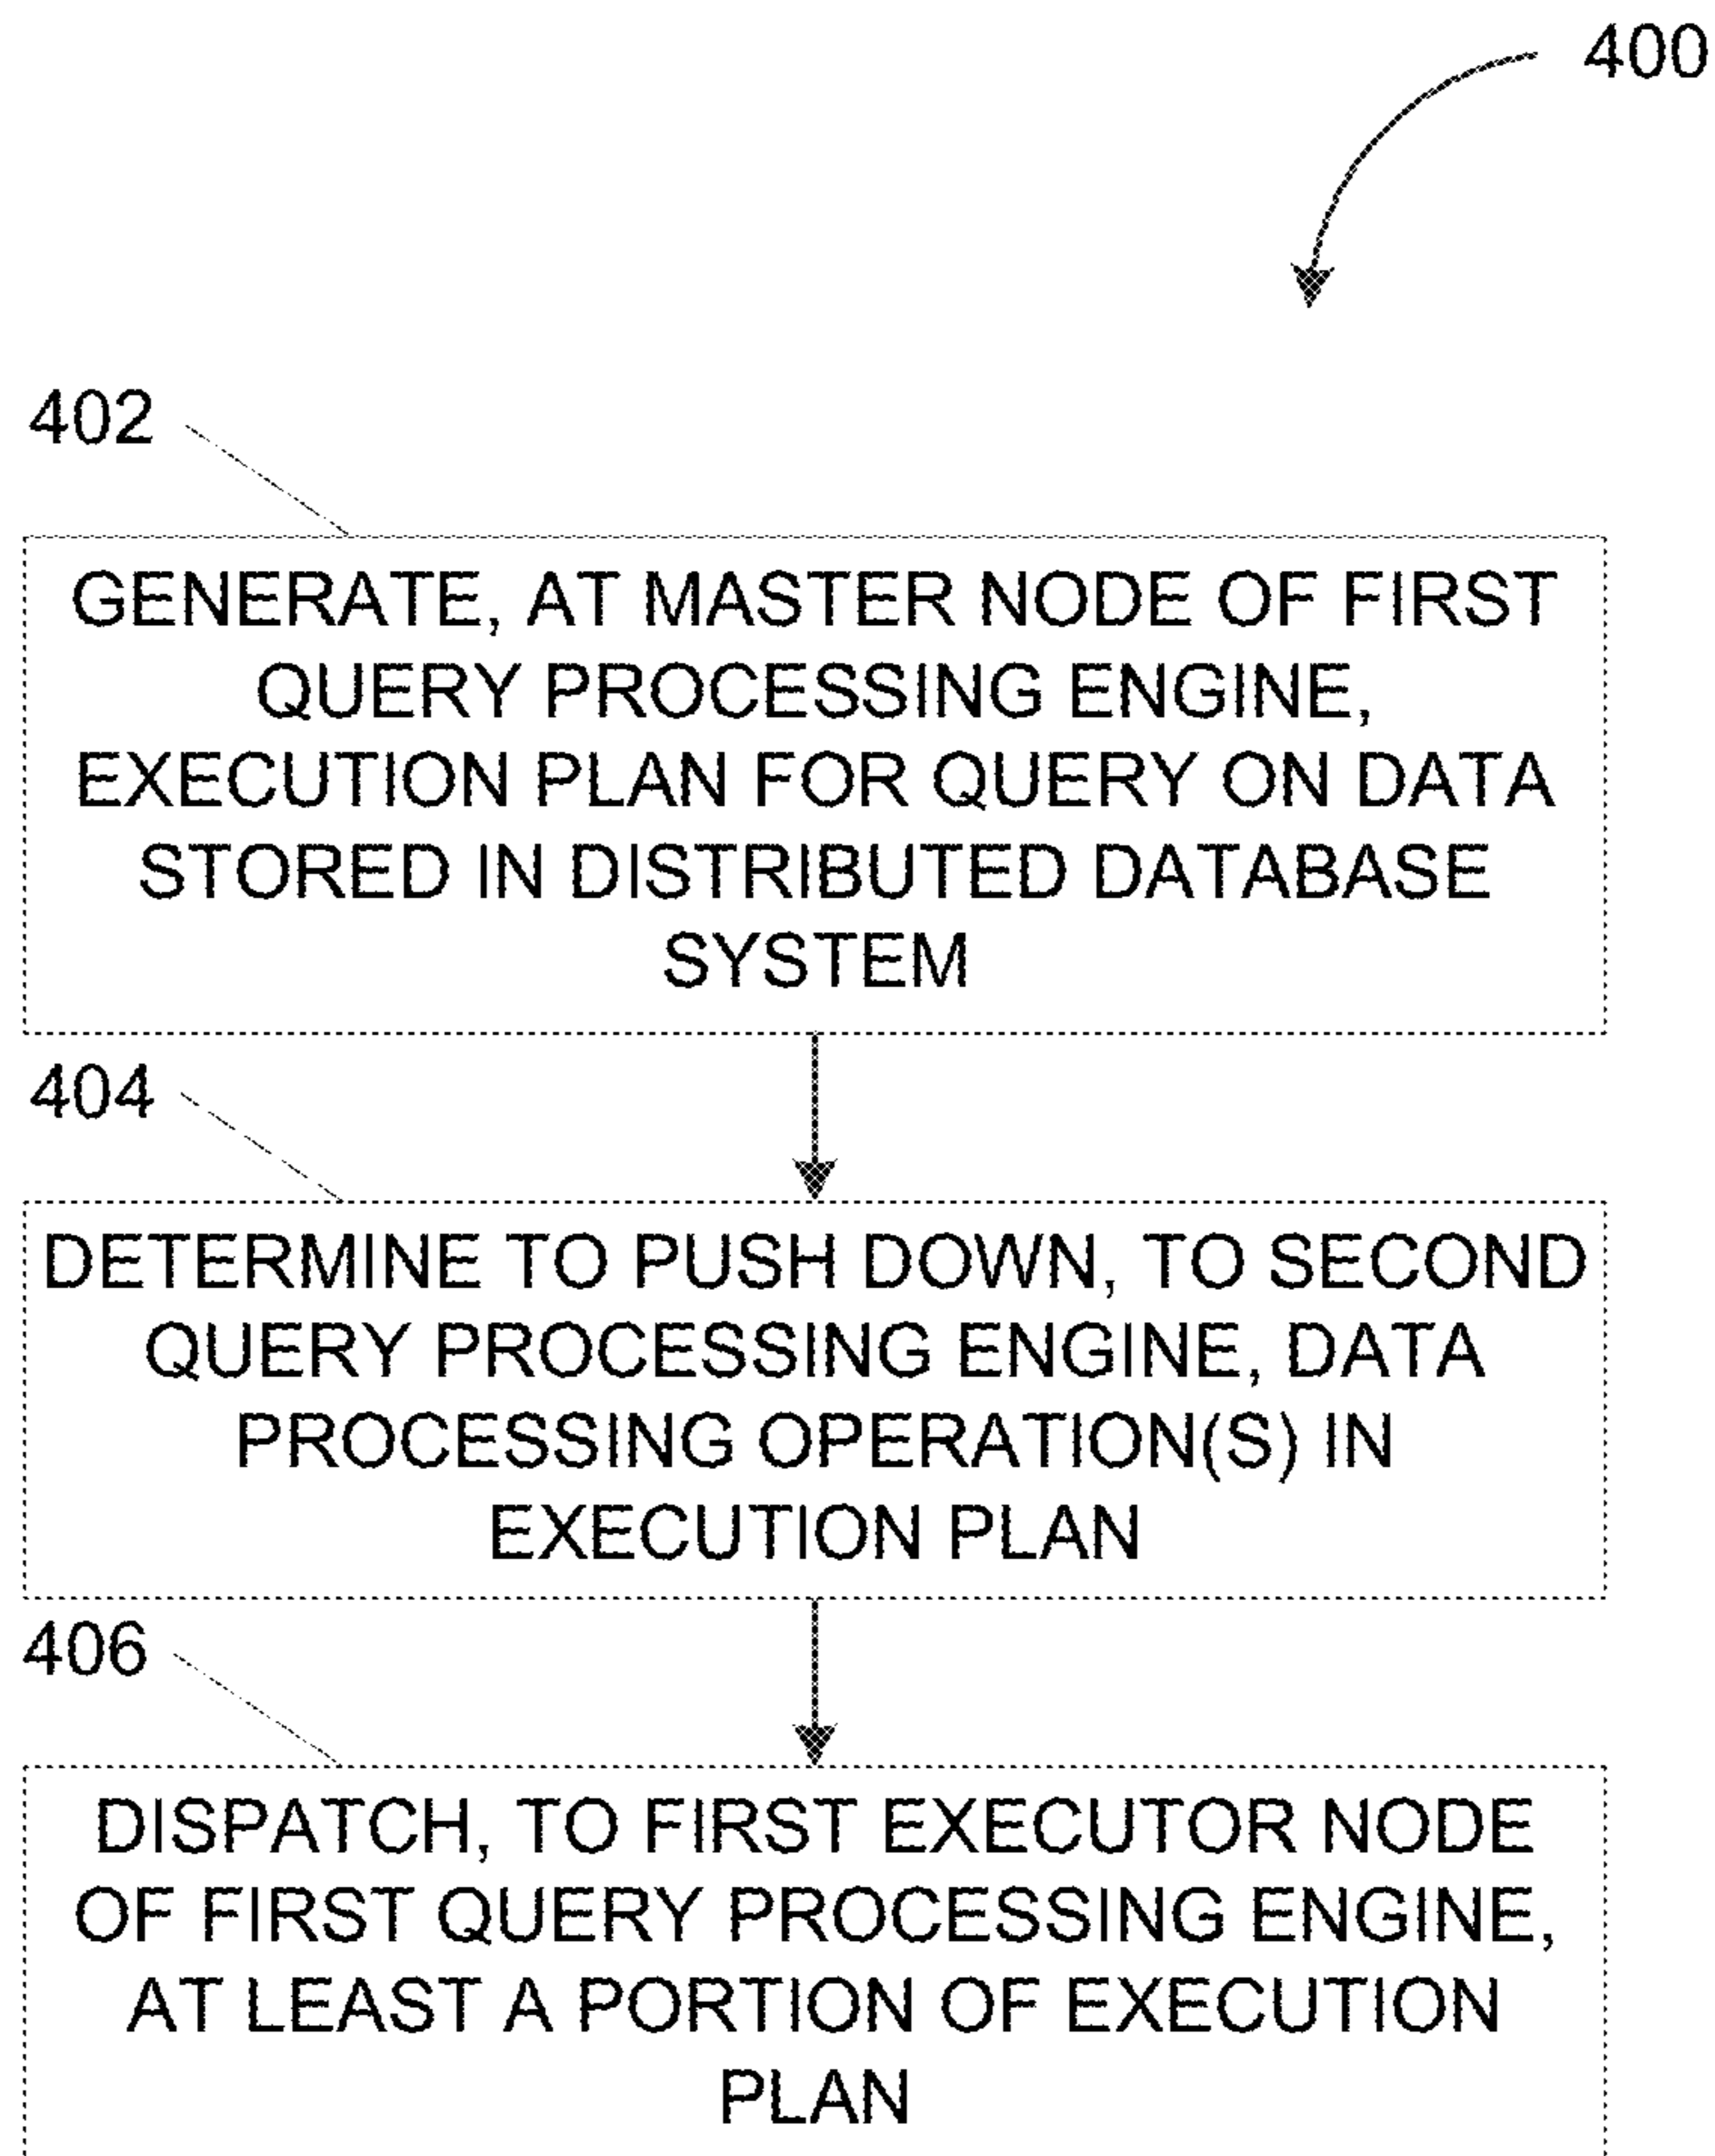 400
402
GENERATE, AT MASTER NODE OF FIRST
QUERY PROCESSING ENGINE,
EXECUTION PLAN FOR QUERY ON DATA
STORED IN DISTRIBUTED DATABASE
SYSTEM
404
DETERMINE TO PUSH DOWN, TO SECOND
QUERY PROCESSING ENGINE, DATA
PROCESSING OPERATION(S) IN
EXECUTION PLAN
406
DISPATCH, TO FIRST EXECUTOR NODE
OF FIRST QUERY PROCESSING ENGINE,
AT LEAST A PORTION OF EXECUTION
PLAN